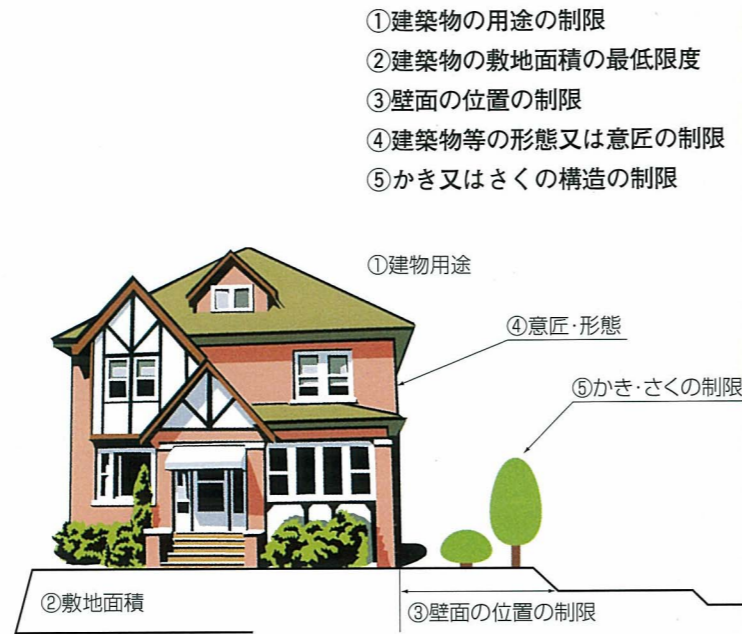 ①建築物の用途の制限
②建築物の敷地面積の最低限度
③壁面の位置の制限
④建築物等の形態又は意匠の制限
⑤かき又はさくの構造の制限
①建物用途
④意匠・形態
⑤かき・さくの制限
②敷地面積
③壁面の位置の制限